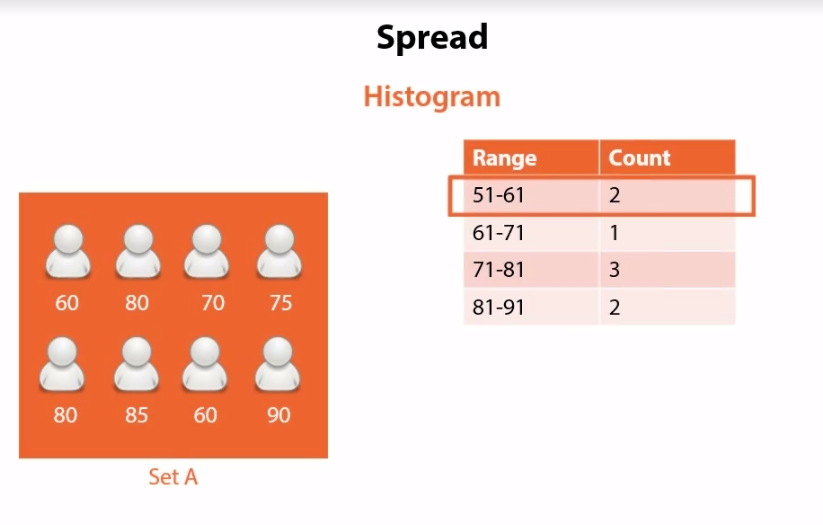 Spread
Histogram
Range Count
51-61 2
61-71 1
71-81 3
81-91 2
60 80 70 75
80 85 60 90
Set A